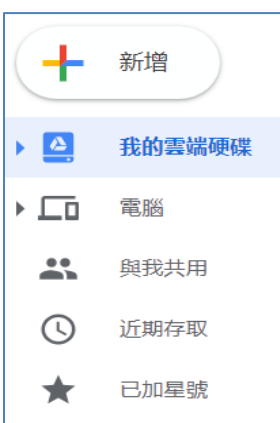 新增
我的雲端硬碟
電腦
與我共用
近期存取
已加星號